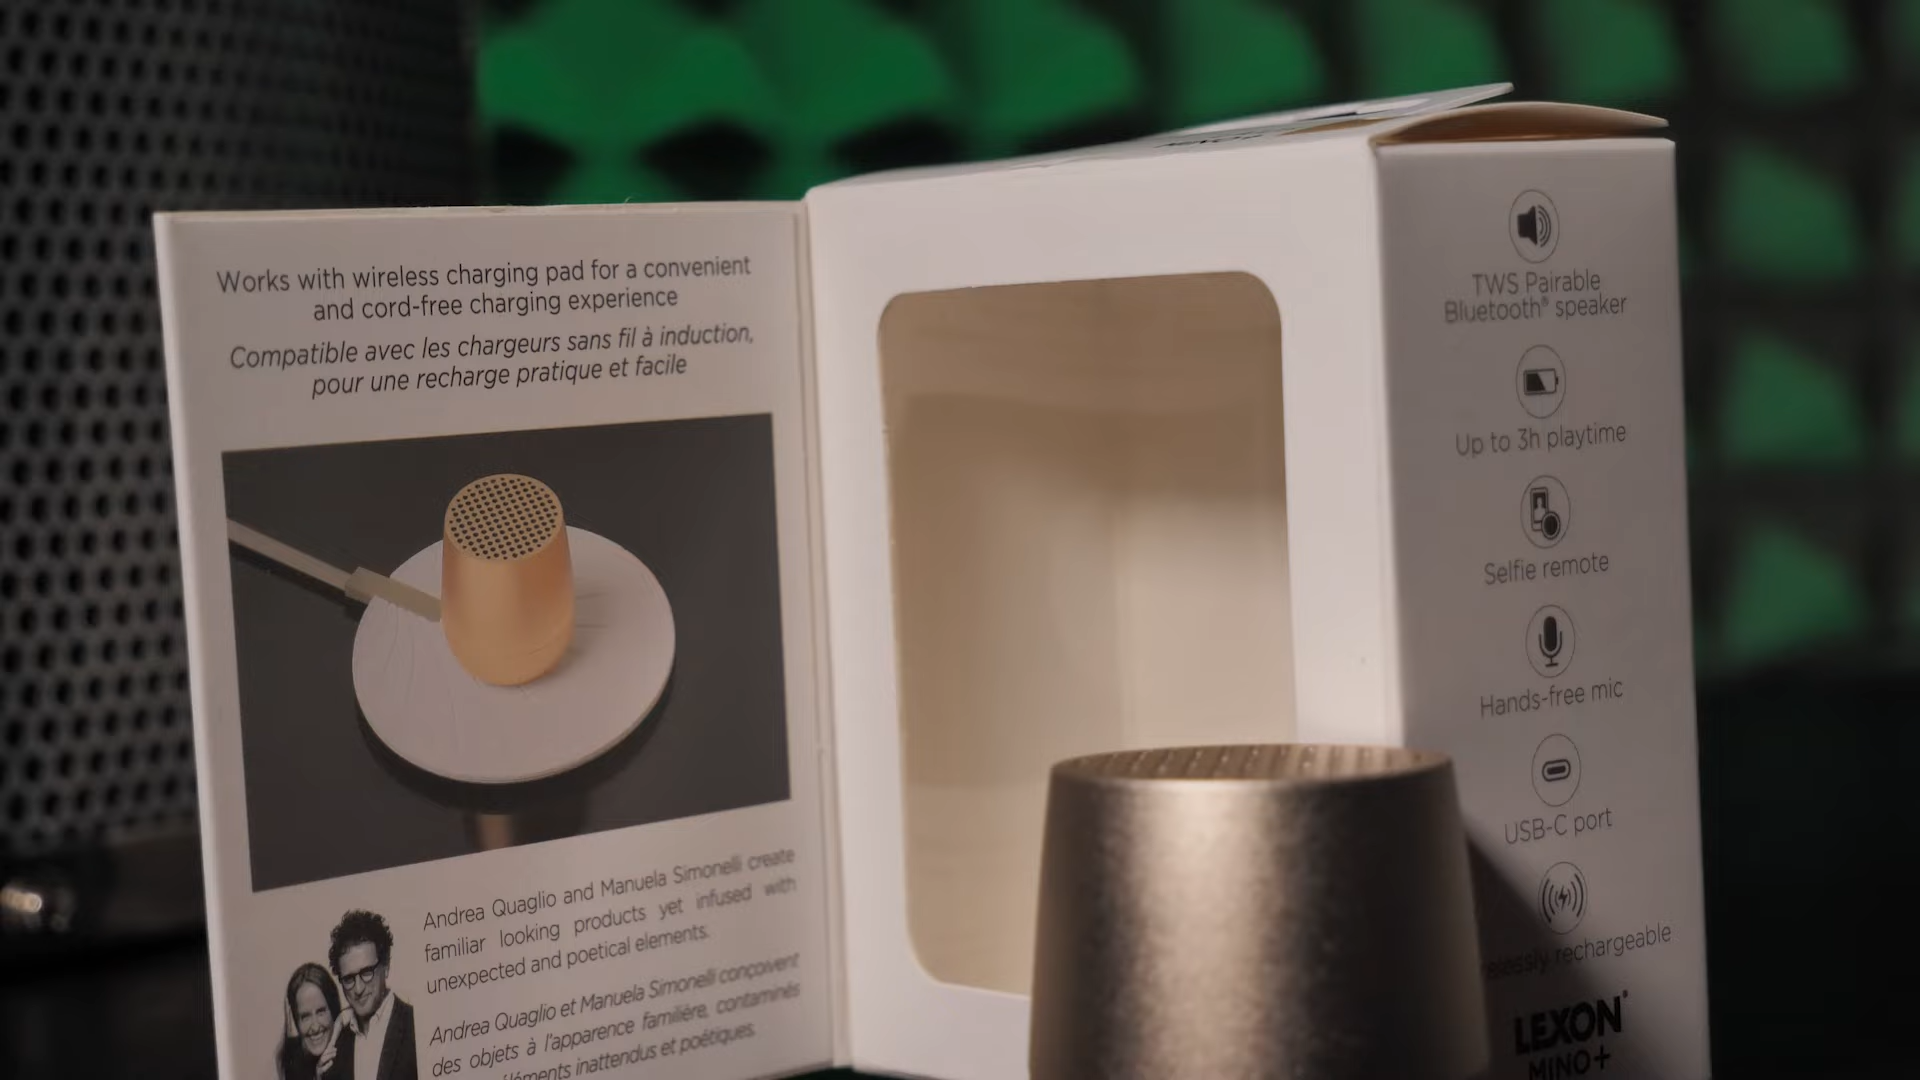 Works with wireless charging pad for a convenient
and cord-free charging experience
Compatible avec les chargeurs sans fil à induction,
pour une recharge pratique et facile
Andrea Quaglio and Manuela Simonelli create
familiar looking products yet infused with
unexpected and poetical elements.
Andrea Quaglio et Manuela Simonelli conçoivent
des objets à l'apparence familière, contaminés
inattendus et poétiques.
TWS Pairable
Bluetooth® speaker
Up to 3h playtime
Selfie remote
Hands-free mic
USB-C port
rechargeable
LEXON®
MINO+